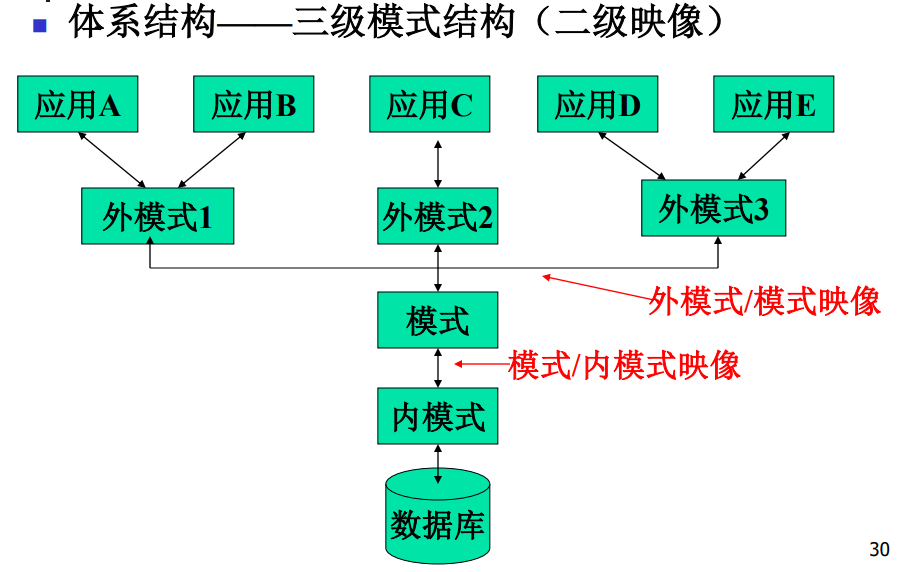 体系结构——三级模式结构（二级映像）
应用A 应用B 应用C 应用D 应用E
外模式1 外模式2 外模式3
外模式/模式映像
模式
模式/内模式映像
内模式
数据库
30